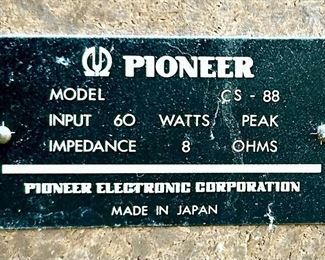 PIONEER
MODEL CS - 88
INPUT 60 WATTS PEAK
IMPEDANCE 8 OHMS
PIONEER ELECTRONIC CORPORATION
MADE IN JAPAN